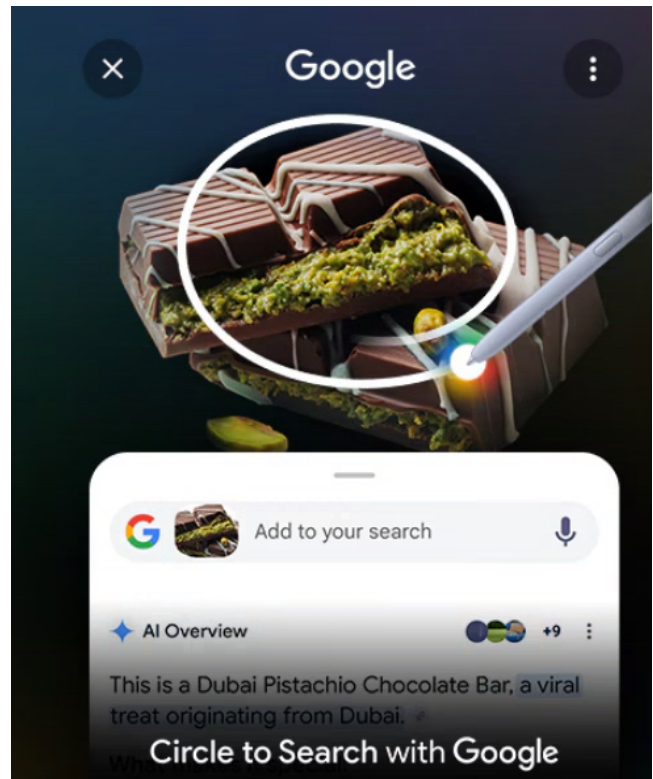 Google
Add to your search
AI Overview
+9
This is a Dubai Pistachio Chocolate Bar, a viral
treat originating from Dubai.
Circle to Search with Google